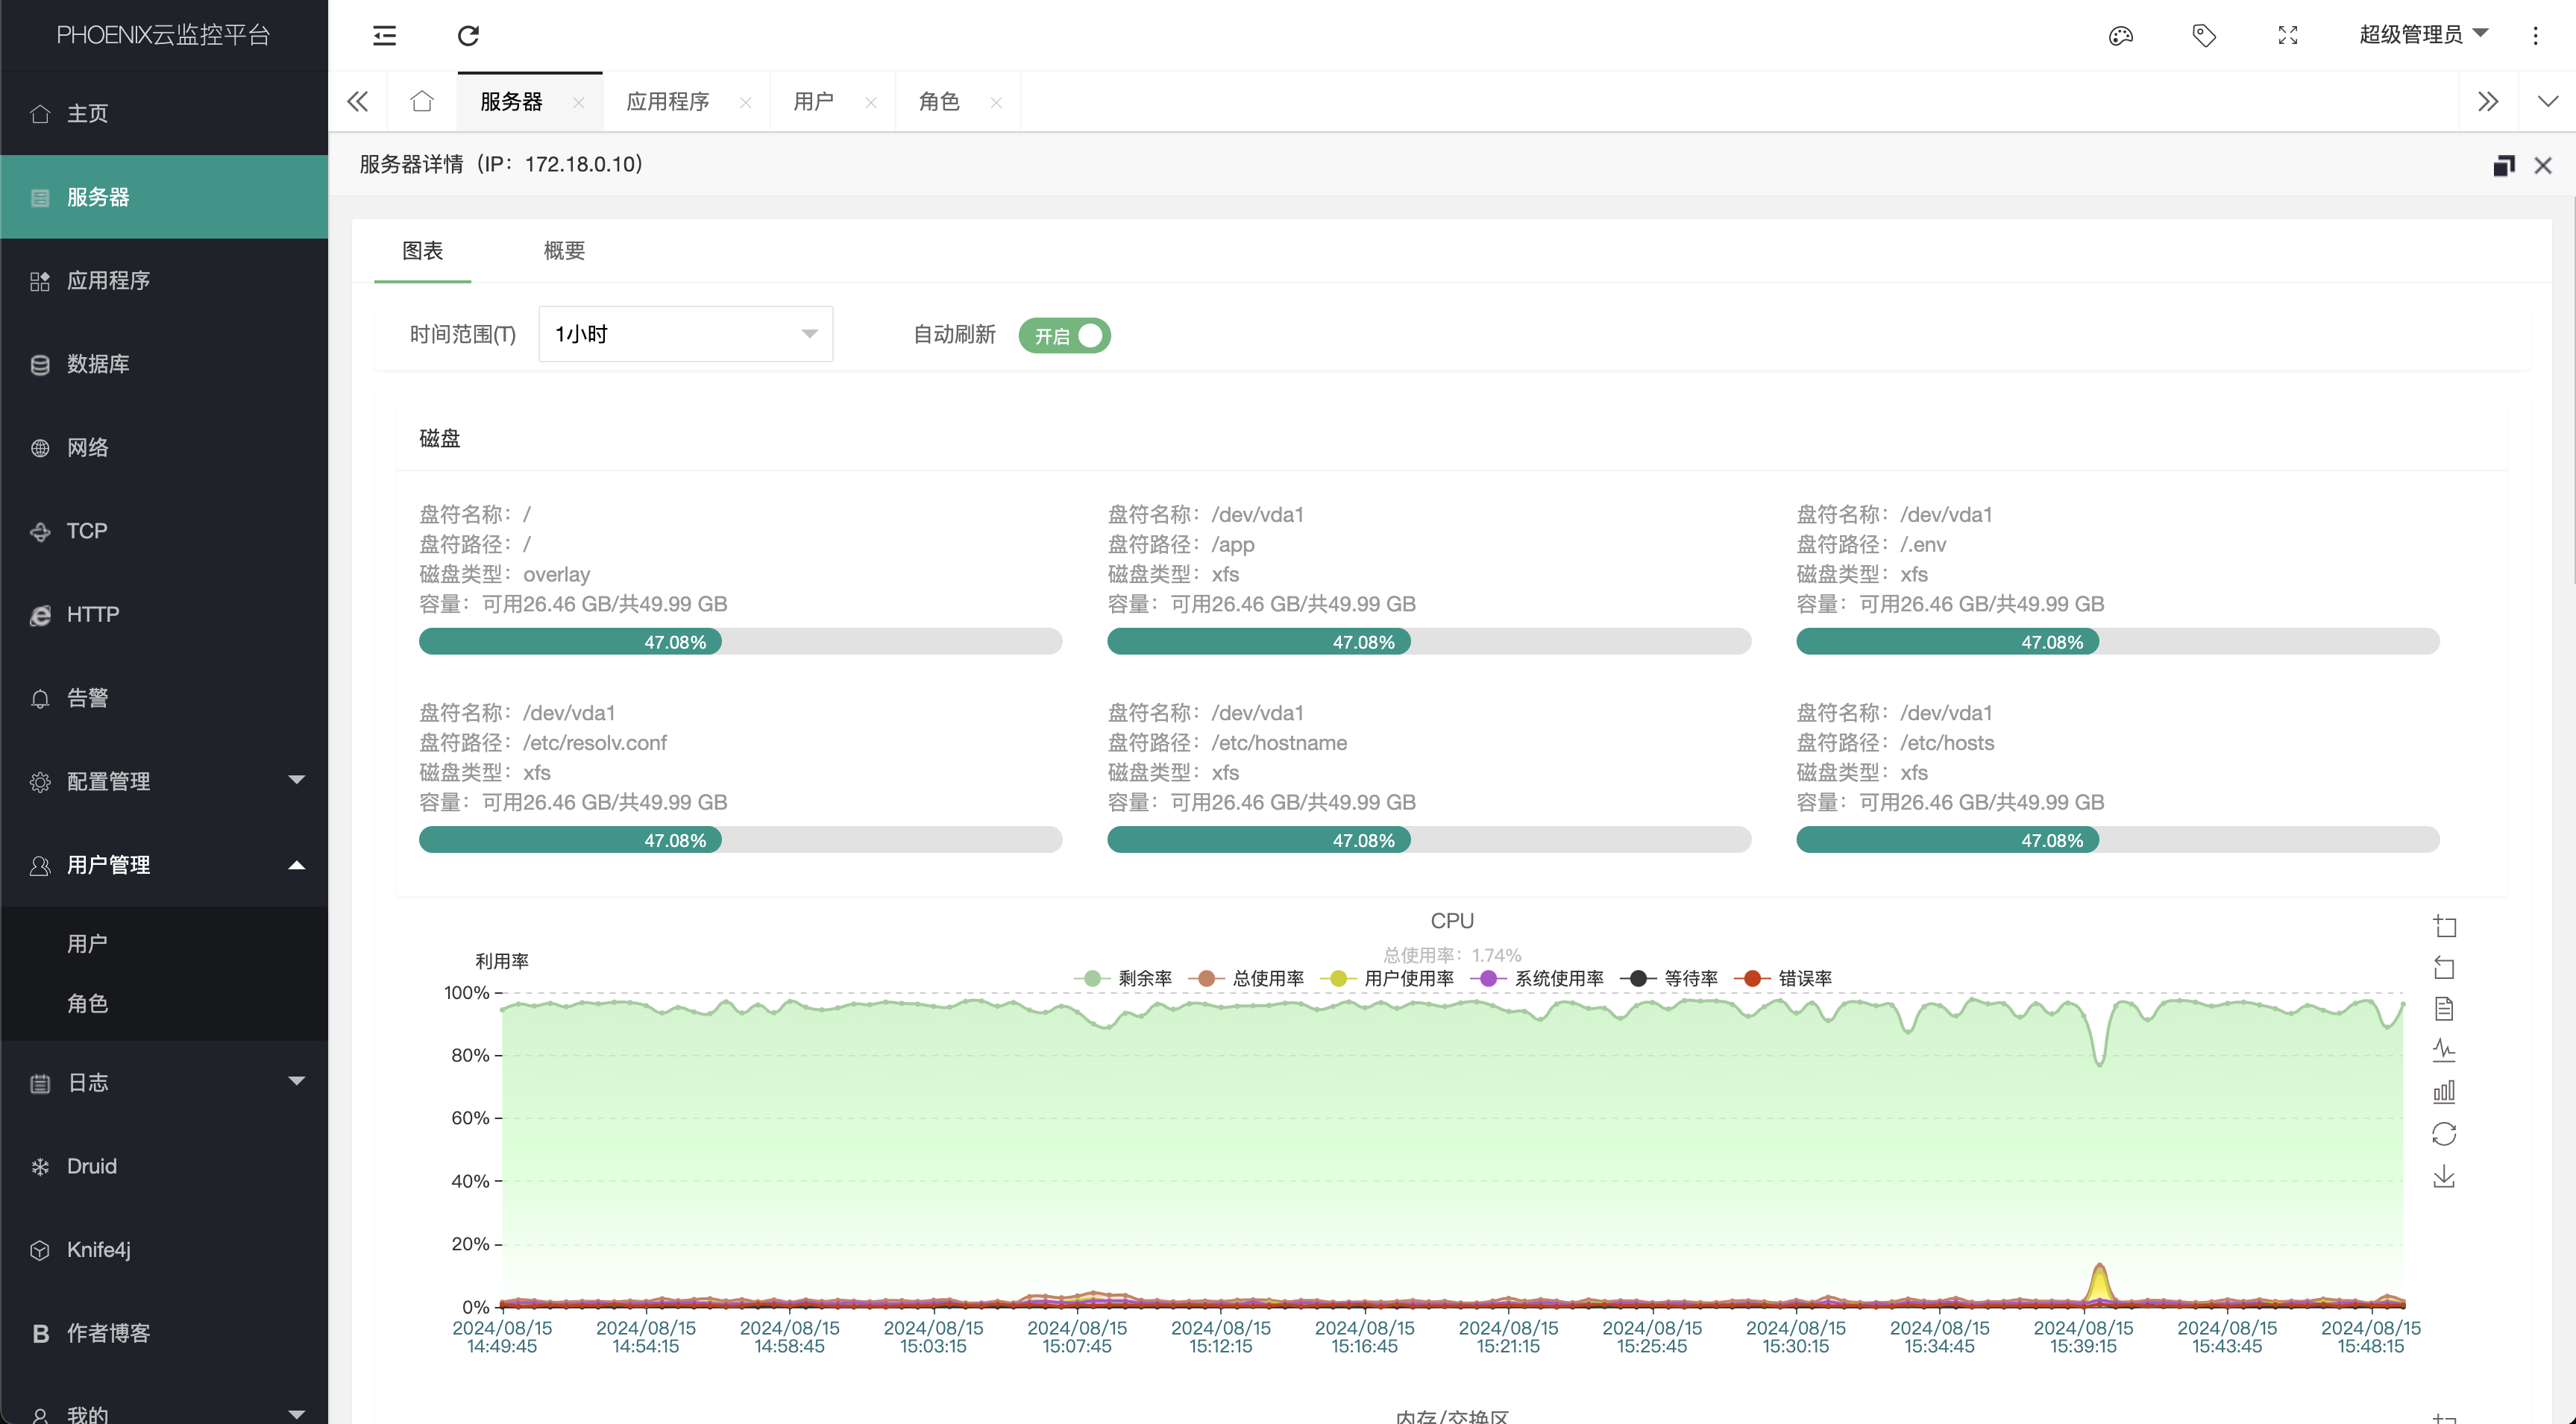 PHOENIX云监控平台
超级管理员
主页
服务器
应用程序
数据库
网络
TCP
HTTP
告警
配置管理
用户管理
用户
角色
日志
Druid
Knife4j
作者博客
我的
服务器
应用程序
用户
角色
服务器详情（IP：172.18.0.10）
图表
概要
时间范围(T)
1小时
自动刷新
开启
磁盘
盘符名称：/
盘符路径：/
磁盘类型：overlay
容量：可用26.46 GB/共49.99 GB
47.08%
盘符名称：/dev/vda1
盘符路径：/app
磁盘类型：xfs
容量：可用26.46 GB/共49.99 GB
47.08%
盘符名称：/dev/vda1
盘符路径：/.env
磁盘类型：xfs
容量：可用26.46 GB/共49.99 GB
47.08%
盘符名称：/dev/vda1
盘符路径：/etc/resolv.conf
磁盘类型：xfs
容量：可用26.46 GB/共49.99 GB
47.08%
盘符名称：/dev/vda1
盘符路径：/etc/hostname
磁盘类型：xfs
容量：可用26.46 GB/共49.99 GB
47.08%
盘符名称：/dev/vda1
盘符路径：/etc/hosts
磁盘类型：xfs
容量：可用26.46 GB/共49.99 GB
47.08%
CPU
总使用率：1.74%
利用率
剩余率 总使用率 用户使用率 系统使用率 等待率 错误率
100%
80%
60%
40%
20%
0%
2024/08/15 14:49:45
2024/08/15 14:54:15
2024/08/15 14:58:45
2024/08/15 15:03:15
2024/08/15 15:07:45
2024/08/15 15:12:15
2024/08/15 15:16:45
2024/08/15 15:21:15
2024/08/15 15:25:45
2024/08/15 15:30:15
2024/08/15 15:34:45
2024/08/15 15:39:15
2024/08/15 15:43:45
2024/08/15 15:48:15
内存/交换区